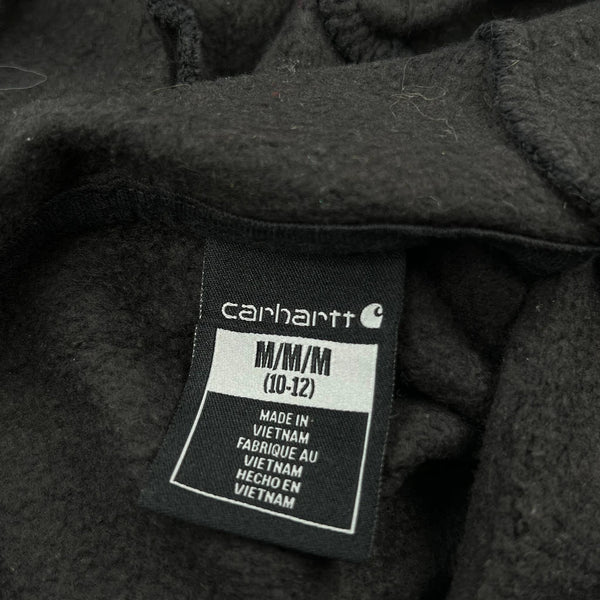 carhartt
M/M/M
(10-12)
MADE IN
VIETNAM
FABRIQUE AU
VIETNAM
HECHO EN
VIETNAM